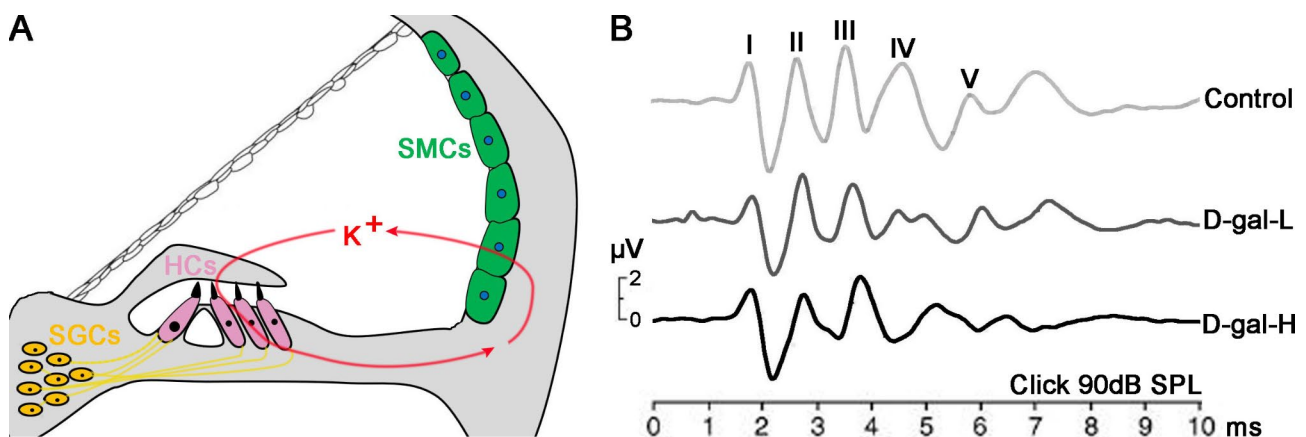 A
SMCs
K+
HCs
SGCs
B
I II III IV V
Control
D-gal-L
µV
2
0
D-gal-H
Click 90dB SPL
0 1 2 3 4 5 6 7 8 9 10 ms